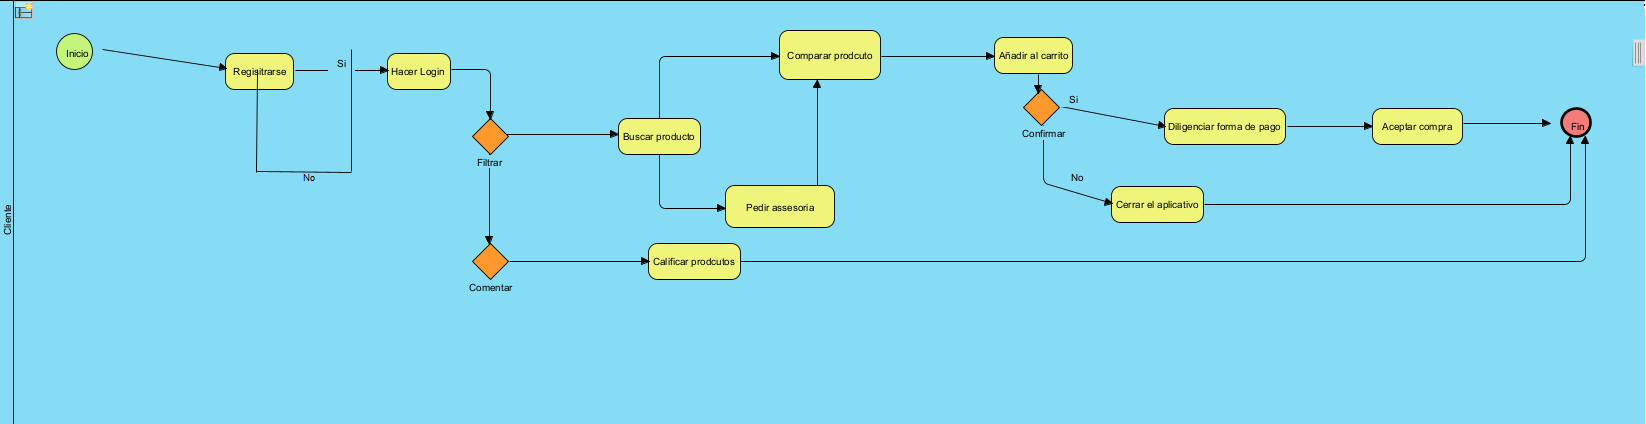 Cliente
Inicio
Regisitrarse
Si
No
Hacer Login
Filtrar
Comentar
Buscar producto
Pedir assesoria
Comparar prodcuto
Calificar prodcutos
Añadir al carrito
Confirmar
Si
No
Diligenciar forma de pago
Cerrar el aplicativo
Aceptar compra
Fin